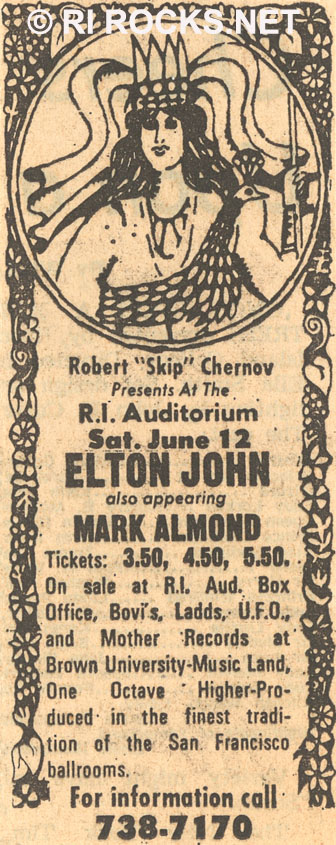 © RI ROCKS.NET
Robert "Skip" Chernov
Presents At The
R.I. Auditorium
Sat. June 12
ELTON JOHN
also appearing
MARK ALMOND
Tickets: 3.50, 4.50, 5.50.
On sale at R.I. Aud. Box
Office, Bovi's, Ladds, U.F.O.,
and Mother Records at
Brown University-Music Land,
One Octave Higher-Pro-
duced in the finest tradi-
tion of the San Francisco
ballrooms.
For information call
738-7170